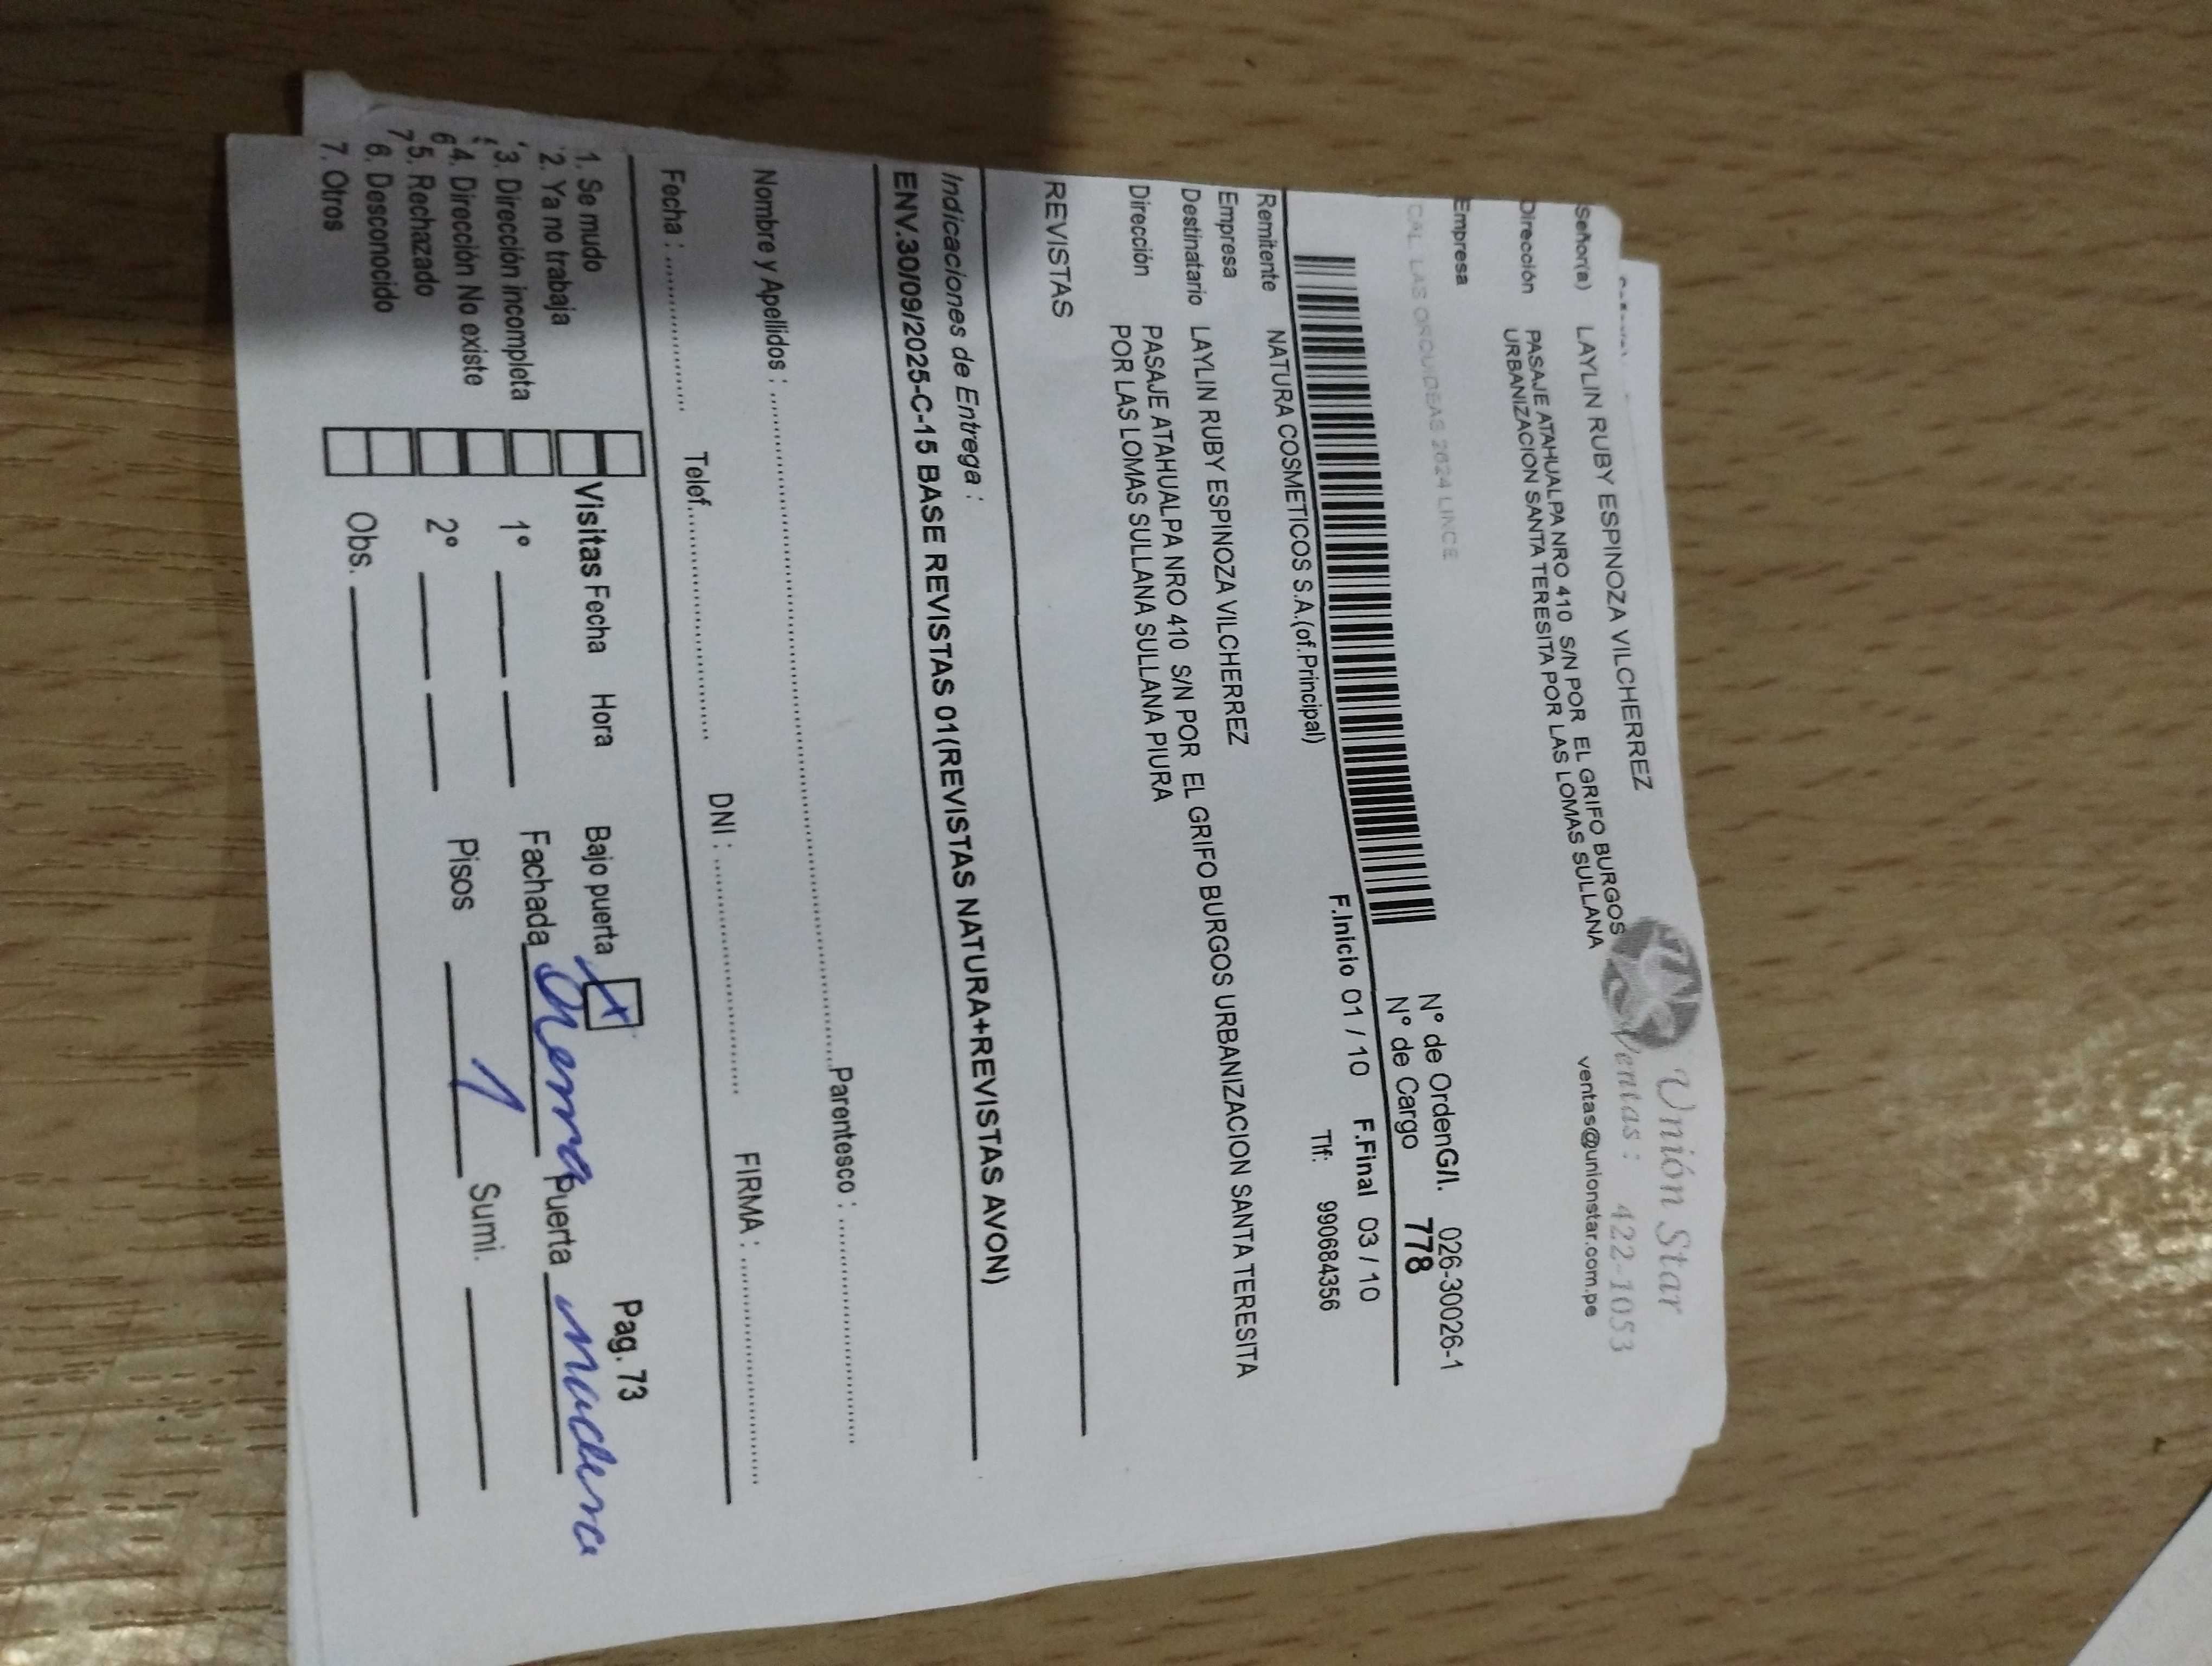 Unión Star
Ventas: 422-1053
ventas@unionstar.com.pe
Señor(a) LAYLIN RUBY ESPINOZA VILCHERREZ
Dirección PASAJE ATAHUALPA NRO 410 S/N POR EL GRIFO BURGOS
URBANIZACION SANTA TERESITA POR LAS LOMAS SULLANA
Empresa
CAL LAS ORQUIDEAS 2624 LINCE
N° de OrdenG/l. 026-30026-1
N° de Cargo 778
F.Inicio 01 / 10 F.Final 03 / 10
Remitente NATURA COSMETICOS S.A.(of.Principal)
Tlf: 990684356
Empresa
Destinatario LAYLIN RUBY ESPINOZA VILCHERREZ
Dirección PASAJE ATAHUALPA NRO 410 S/N POR EL GRIFO BURGOS URBANIZACION SANTA TERESITA
POR LAS LOMAS SULLANA SULLANA PIURA
REVISTAS
Indicaciones de Entrega :
ENV.30/09/2025-C-15 BASE REVISTAS 01(REVISTAS NATURA+REVISTAS AVON)
Nombre y Apellidos : Parentesco :
Fecha : Telef. DNI : FIRMA :
Pag. 73
1. Se mudo
2. Ya no trabaja Visitas Fecha Hora Bajo puerta X
3. Dirección incompleta 1° Fachada Puerta madera
4. Dirección No existe
5. Rechazado 2° Pisos 1 Sumi.
6. Desconocido
7. Otros Obs.